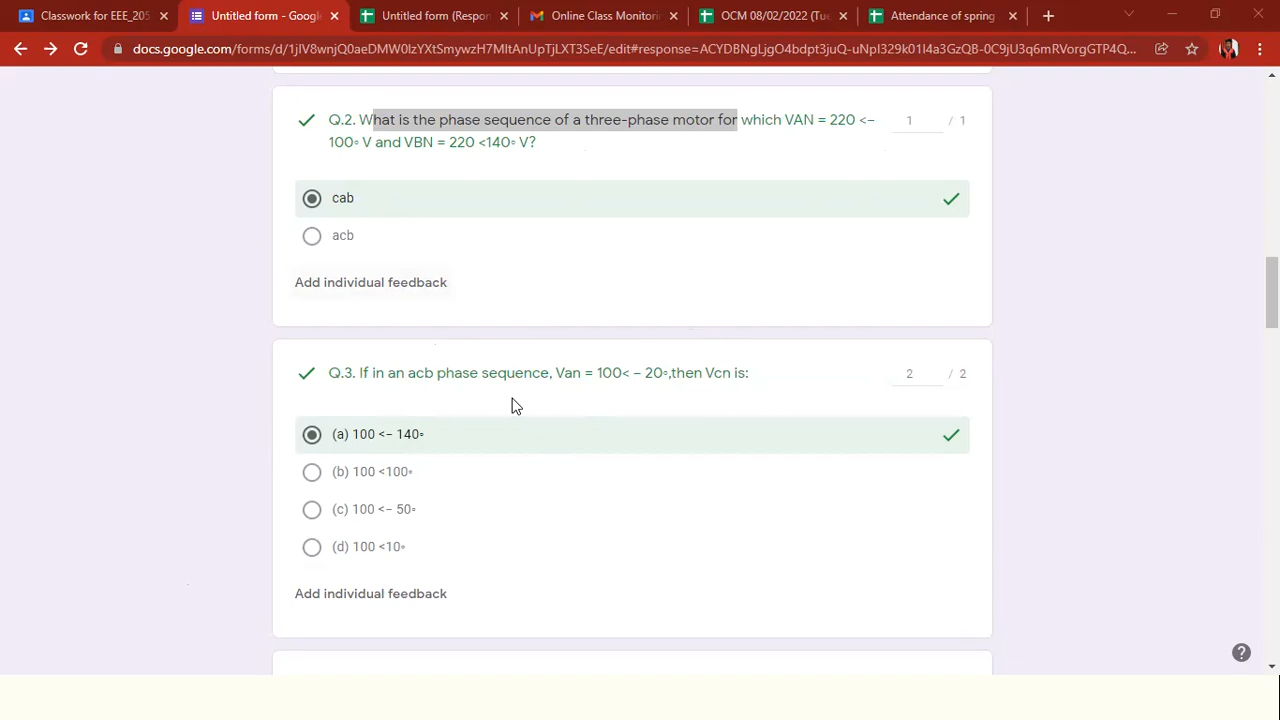 Classwork for EEE_205
Untitled form - Google
Untitled form (Respon
Online Class Monitorin
OCM 08/02/2022 (Tue
Attendance of spring
docs.google.com/forms/d/1jIV8wnjQ0aeDMW0lzYXtSmywzH7MltAnUpTjLXT3SeE/edit#response=ACYDBNgLjgO4bdpt3juQ-uNpI329k01I4a3GzQB-0C9jU3q6mRVorgGTP4Q...
Q.2. What is the phase sequence of a three-phase motor for which VAN = 220 <−
100◦ V and VBN = 220 <140◦ V?
1 / 1
cab
acb
Add individual feedback
Q.3. If in an acb phase sequence, Van = 100< − 20◦,then Vcn is:
2 / 2
(a) 100 <− 140◦
(b) 100 <100◦
(c) 100 <− 50◦
(d) 100 <10◦
Add individual feedback